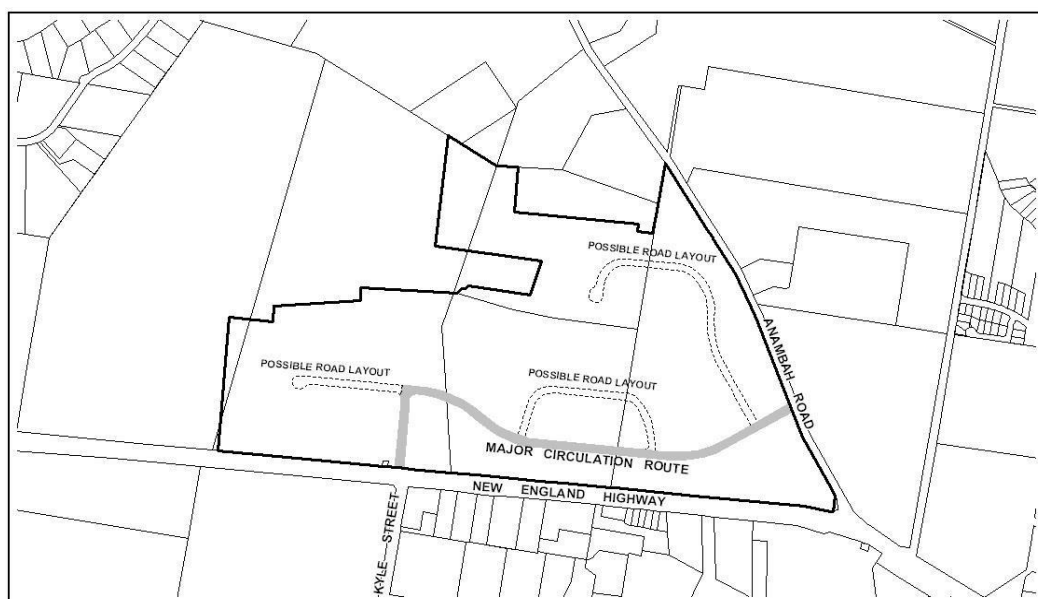 POSSIBLE ROAD LAYOUT
ANAMBAH ROAD
POSSIBLE ROAD LAYOUT
POSSIBLE ROAD LAYOUT
MAJOR CIRCULATION ROUTE
NEW ENGLAND HIGHWAY
KYLE STREET